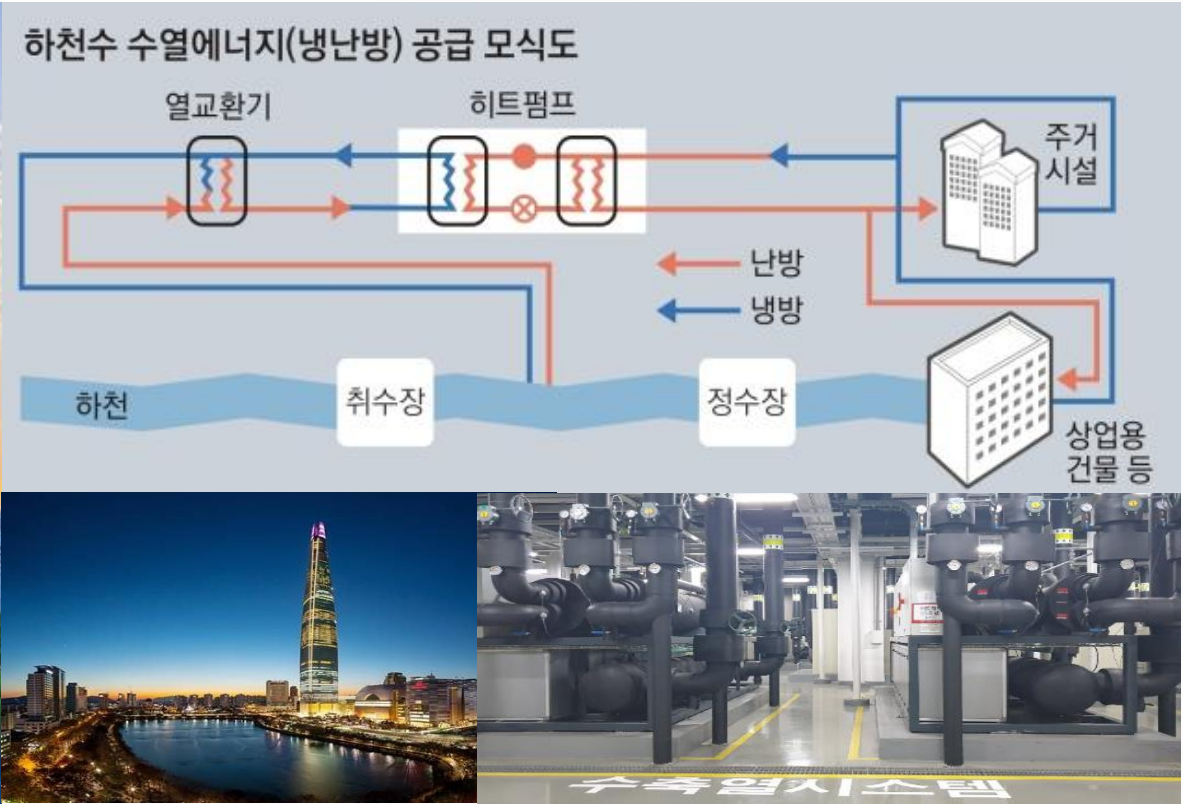 하천수 수열에너지(냉난방) 공급 모식도
열교환기
히트펌프
주거
시설
난방
냉방
하천
취수장
정수장
상업용
건물 등
수축열시스템